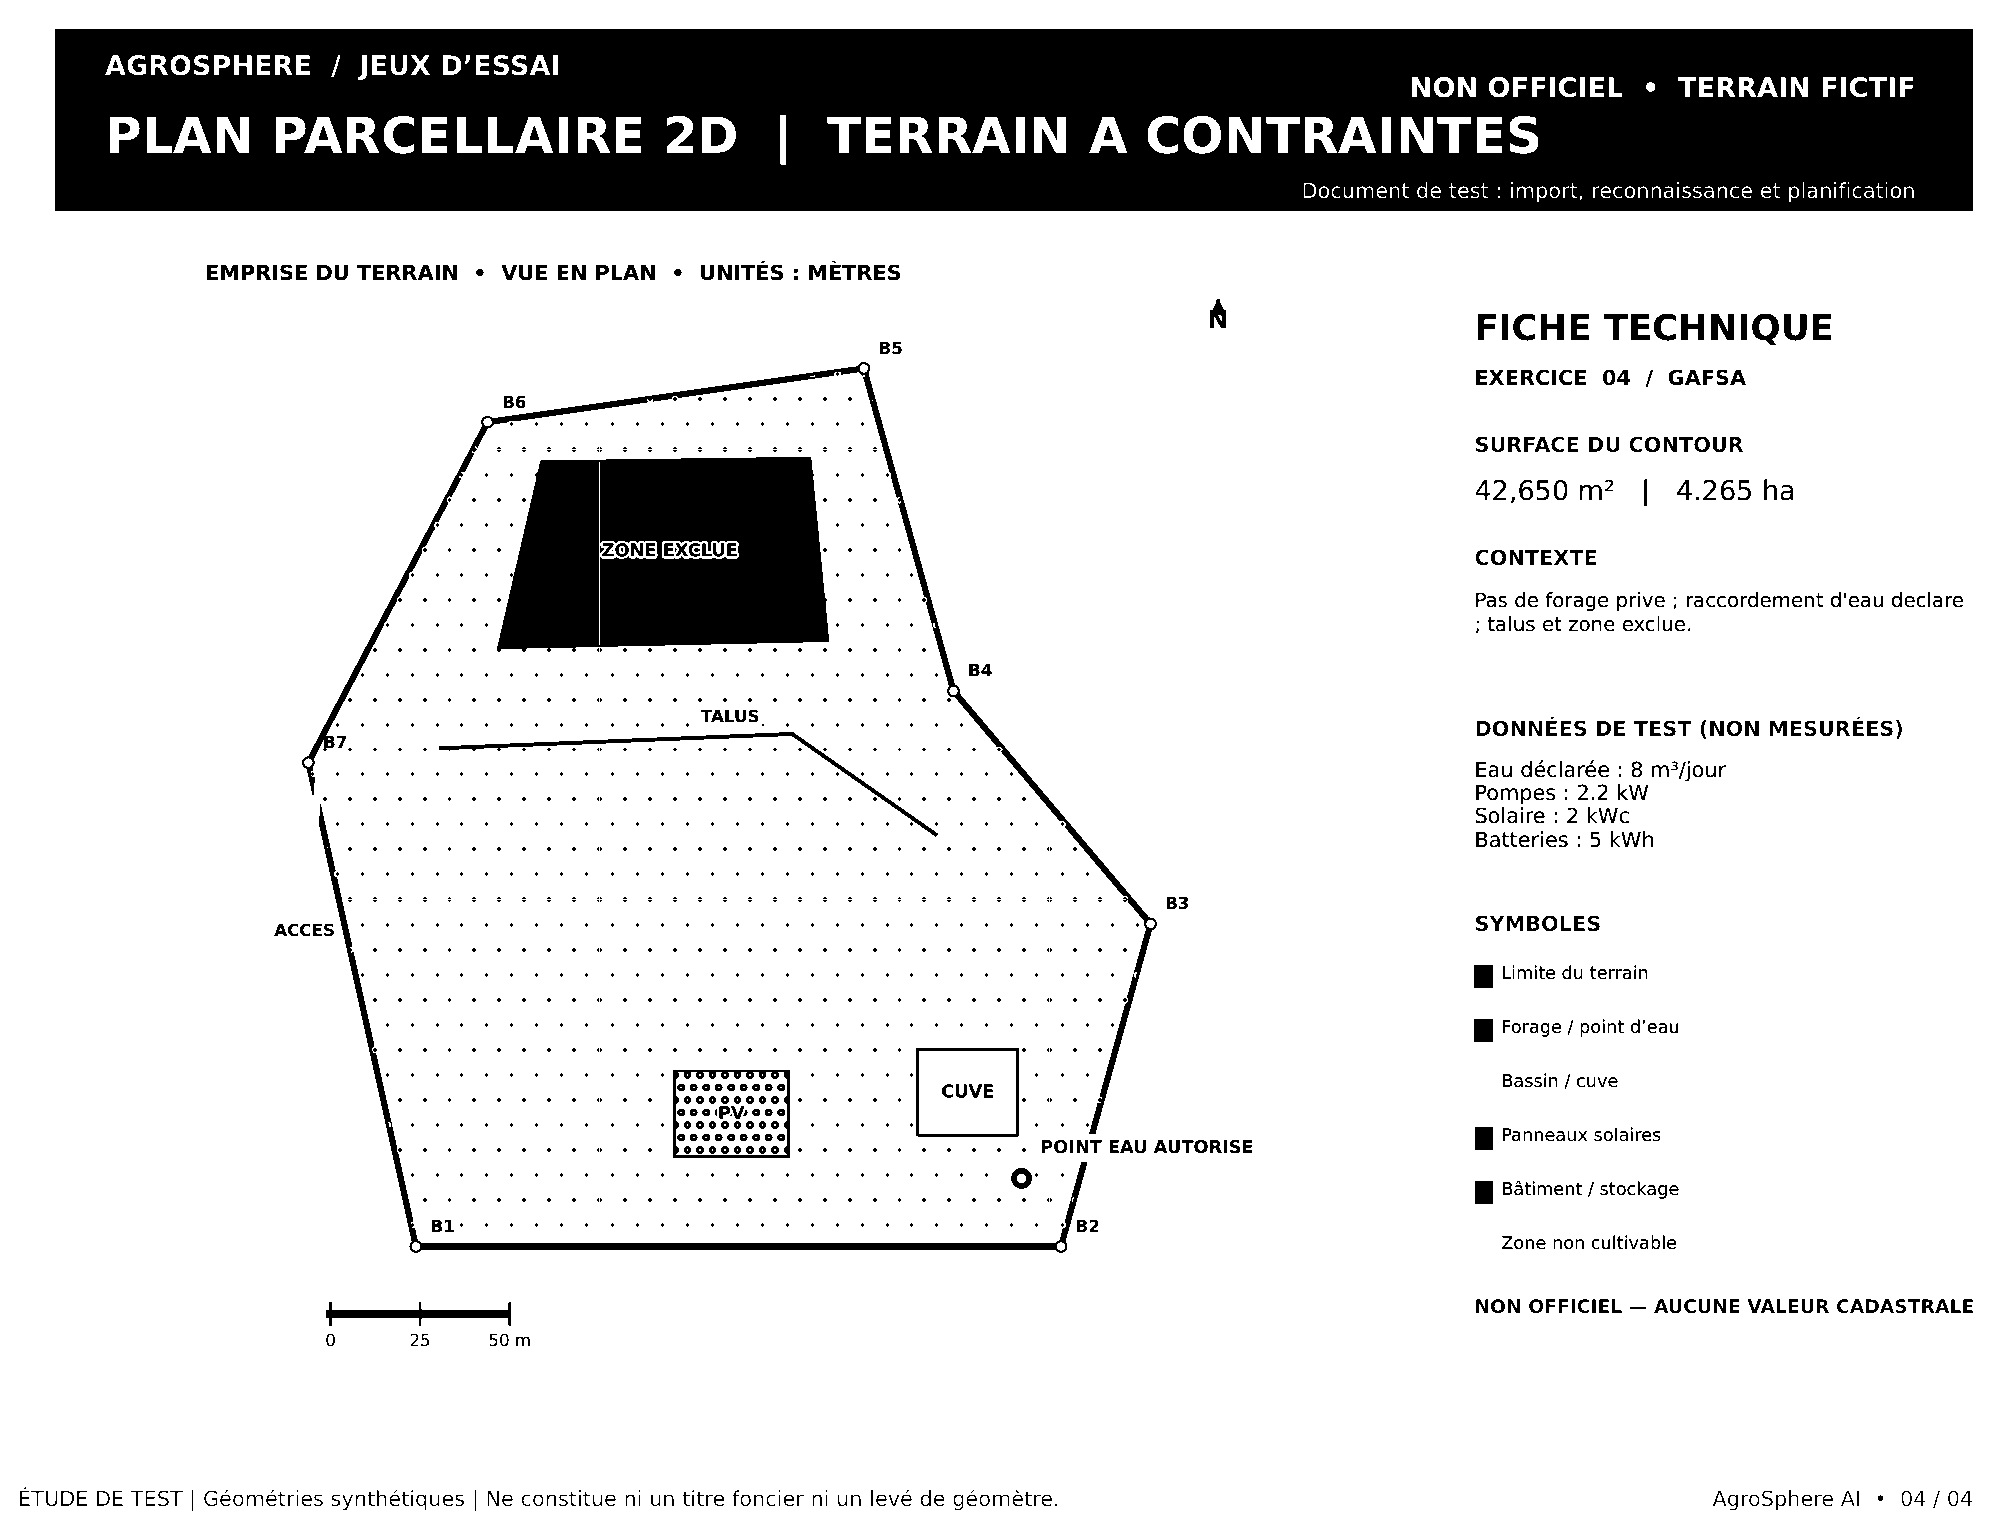 AGROSPHERE / JEUX D’ESSAI
NON OFFICIEL • TERRAIN FICTIF
PLAN PARCELLAIRE 2D | TERRAIN A CONTRAINTES
Document de test : import, reconnaissance et planification
EMPRISE DU TERRAIN • VUE EN PLAN • UNITÉS : MÈTRES
N
B5
B6
ZONE EXCLUE
B4
TALUS
B7
B3
ACCES
CUVE
PV
POINT EAU AUTORISE
B1
B2
0 25 50 m
FICHE TECHNIQUE
EXERCICE 04 / GAFSA
SURFACE DU CONTOUR
42,650 m² | 4.265 ha
CONTEXTE
Pas de forage prive ; raccordement d'eau declare
; talus et zone exclue.
DONNÉES DE TEST (NON MESURÉES)
Eau déclarée : 8 m³/jour
Pompes : 2.2 kW
Solaire : 2 kWc
Batteries : 5 kWh
SYMBOLES
Limite du terrain
Forage / point d’eau
Bassin / cuve
Panneaux solaires
Bâtiment / stockage
Zone non cultivable
NON OFFICIEL — AUCUNE VALEUR CADASTRALE
ÉTUDE DE TEST | Géométries synthétiques | Ne constitue ni un titre foncier ni un levé de géomètre.
AgroSphere AI • 04 / 04